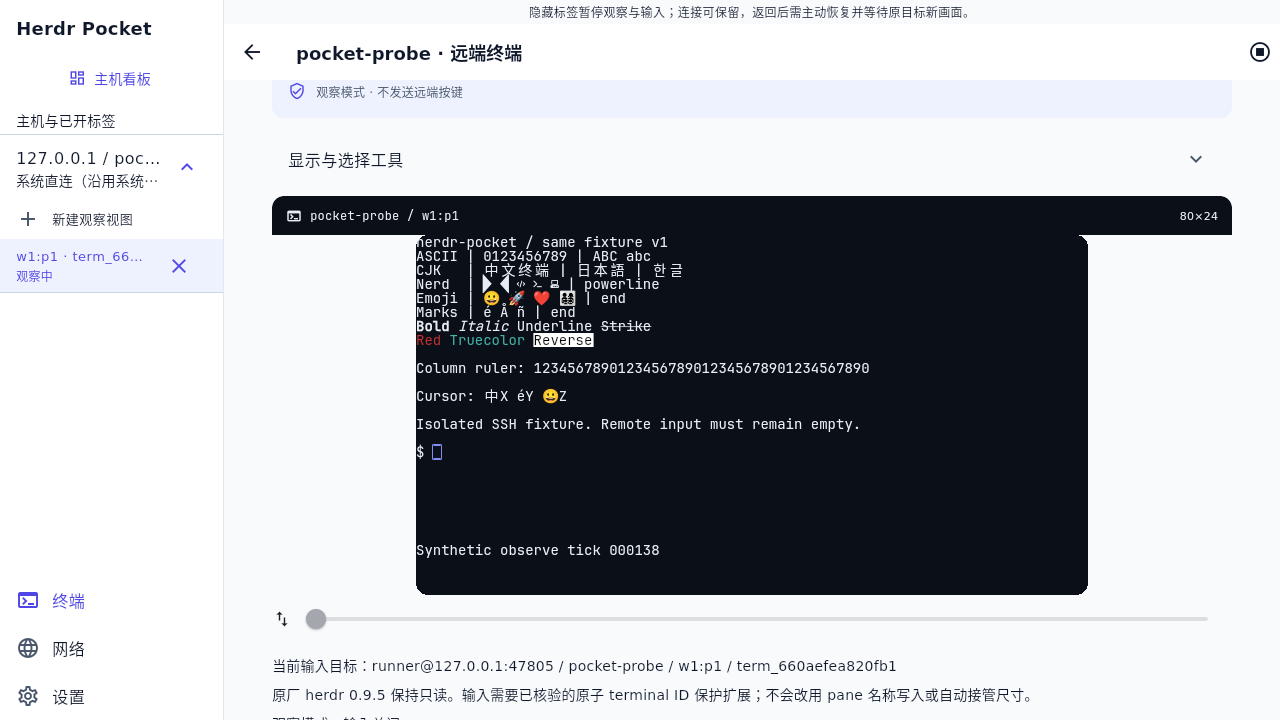 隐藏标签暂停观察与输入；连接可保留，返回后需主动恢复并等待原目标新画面。
Herdr Pocket
主机看板
主机与已开标签
127.0.0.1 / poc…
系统直连（沿用系统…
新建观察视图
w1:p1 · term_66…
观察中
终端
网络
设置
pocket-probe · 远端终端
观察模式 · 不发送远端按键
显示与选择工具
pocket-probe / w1:p1
80×24
herdr-pocket / same fixture v1
ASCII | 0123456789 | ABC abc
CJK | 中文终端 | 日本語 | 한글
Nerd | | powerline
Emoji | 😀 🚀 ❤️ 👨‍👩‍👧‍👦 | end
Marks | é Å ñ | end
Bold Italic Underline Strike
Red Truecolor Reverse
Column ruler: 1234567890123456789012345678901234567890
Cursor: 中X éY 😀Z
Isolated SSH fixture. Remote input must remain empty.
$
Synthetic observe tick 000138
当前输入目标：runner@127.0.0.1:47805 / pocket-probe / w1:p1 / term_660aefea820fb1
原厂 herdr 0.9.5 保持只读。输入需要已核验的原子 terminal ID 保护扩展；不会改用 pane 名称写入或自动接管尺寸。